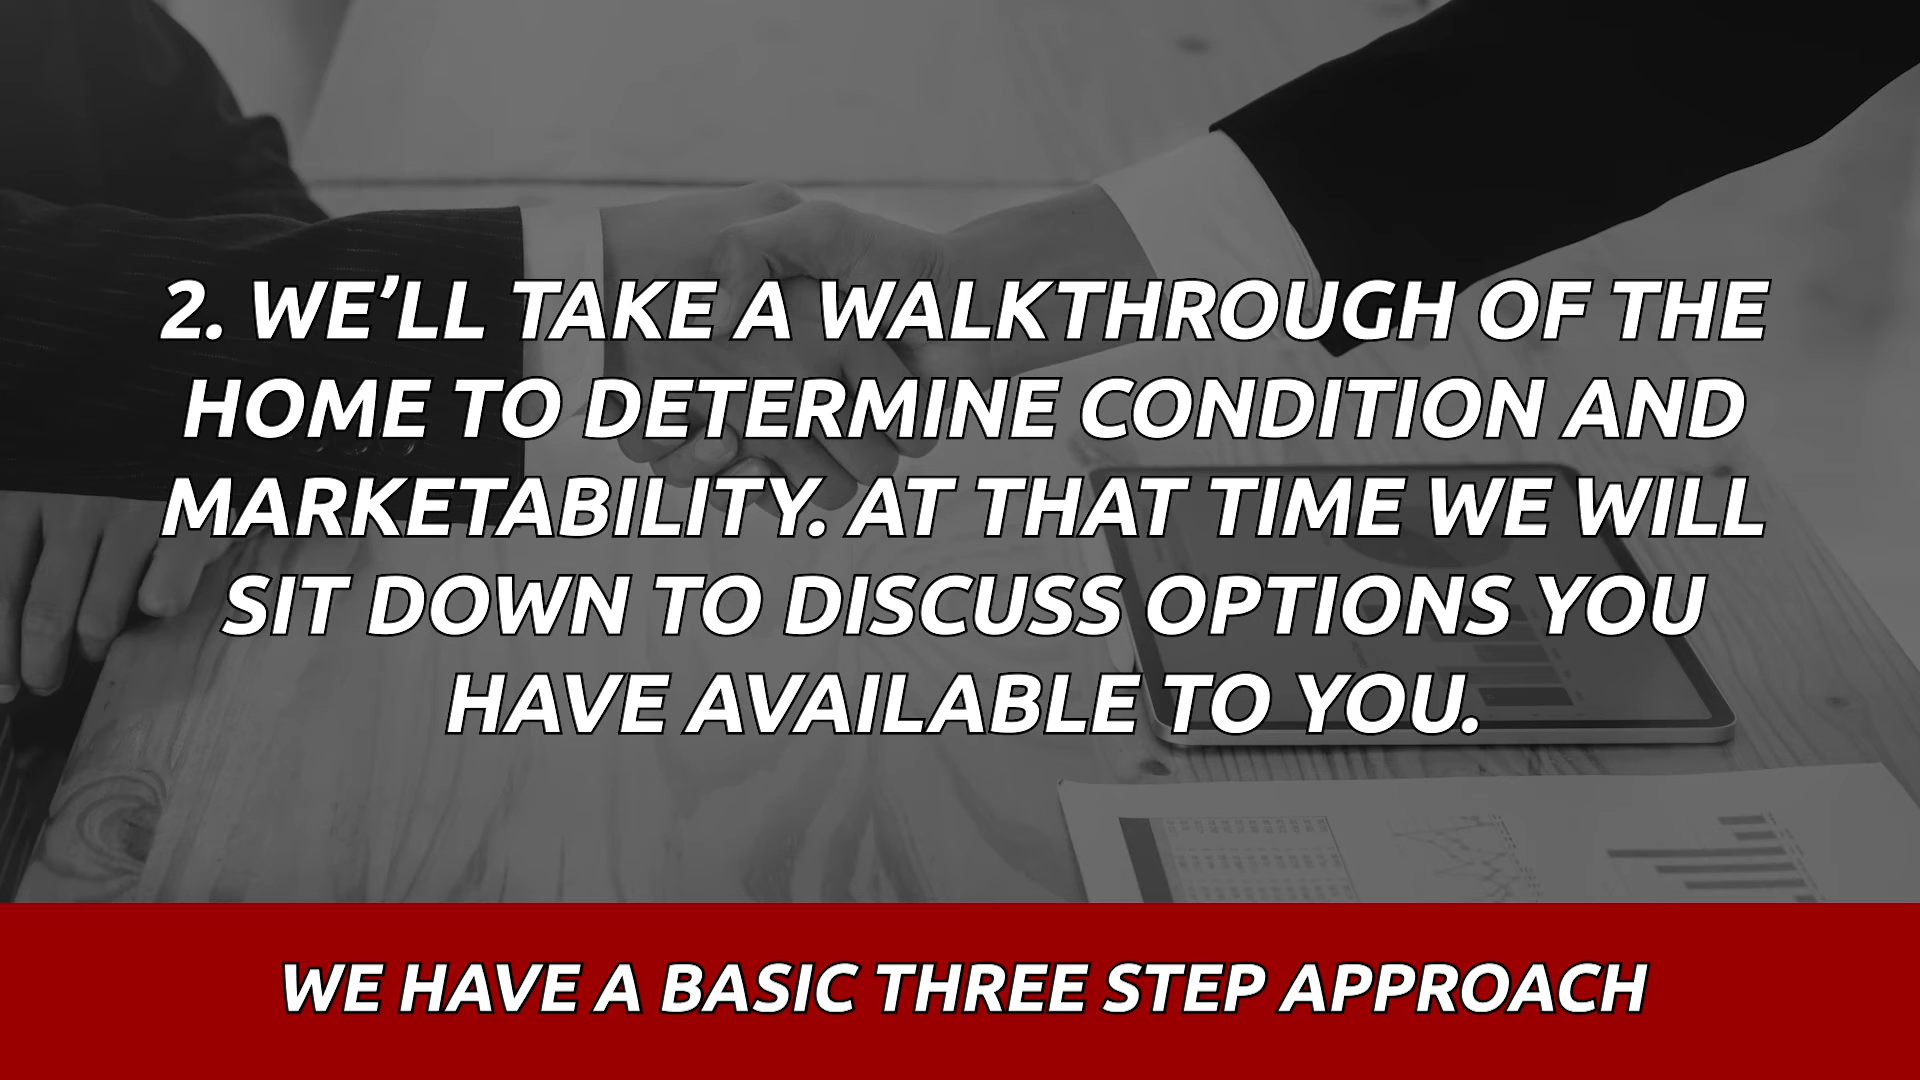 2. WE’LL TAKE A WALKTHROUGH OF THE
HOME TO DETERMINE CONDITION AND
MARKETABILITY. AT THAT TIME WE WILL
SIT DOWN TO DISCUSS OPTIONS YOU
HAVE AVAILABLE TO YOU.
WE HAVE A BASIC THREE STEP APPROACH